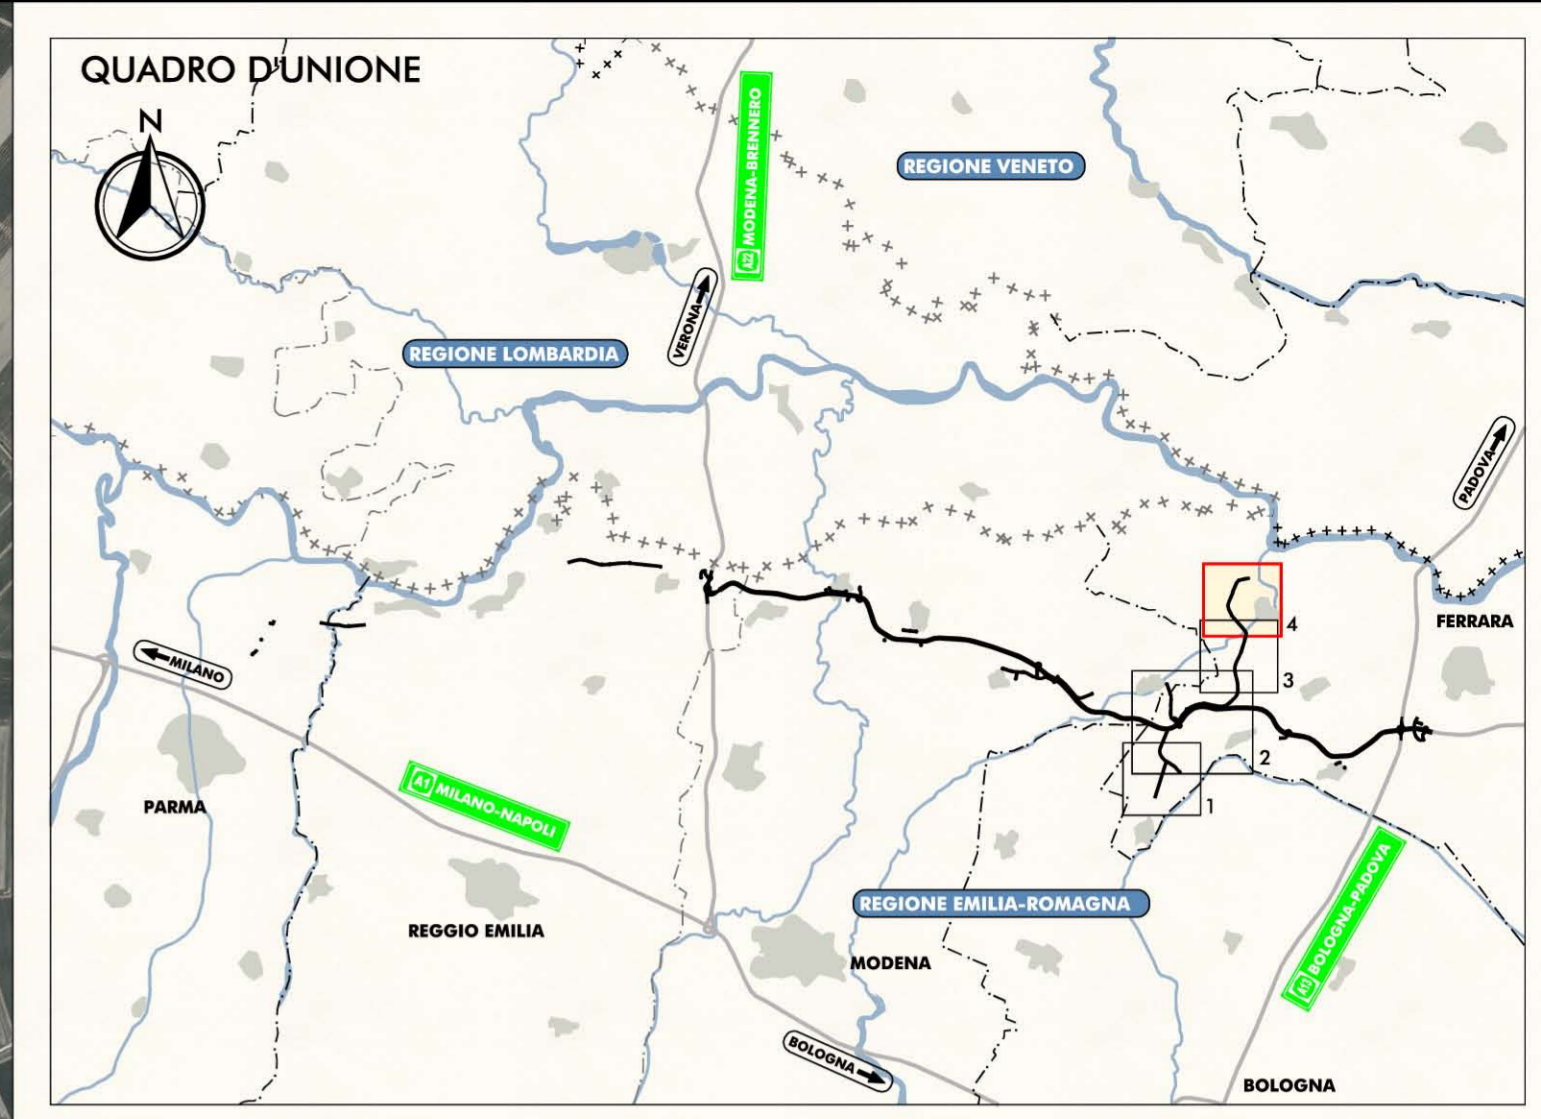 QUADRO D'UNIONE
N
A22 MODENA-BRENNERO
REGIONE VENETO
VERONA
REGIONE LOMBARDIA
PADOVA
FERRARA
4
MILANO
3
2
PARMA
A1 MILANO-NAPOLI
1
REGIONE EMILIA-ROMAGNA
A13 BOLOGNA-PADOVA
REGGIO EMILIA
MODENA
BOLOGNA
BOLOGNA